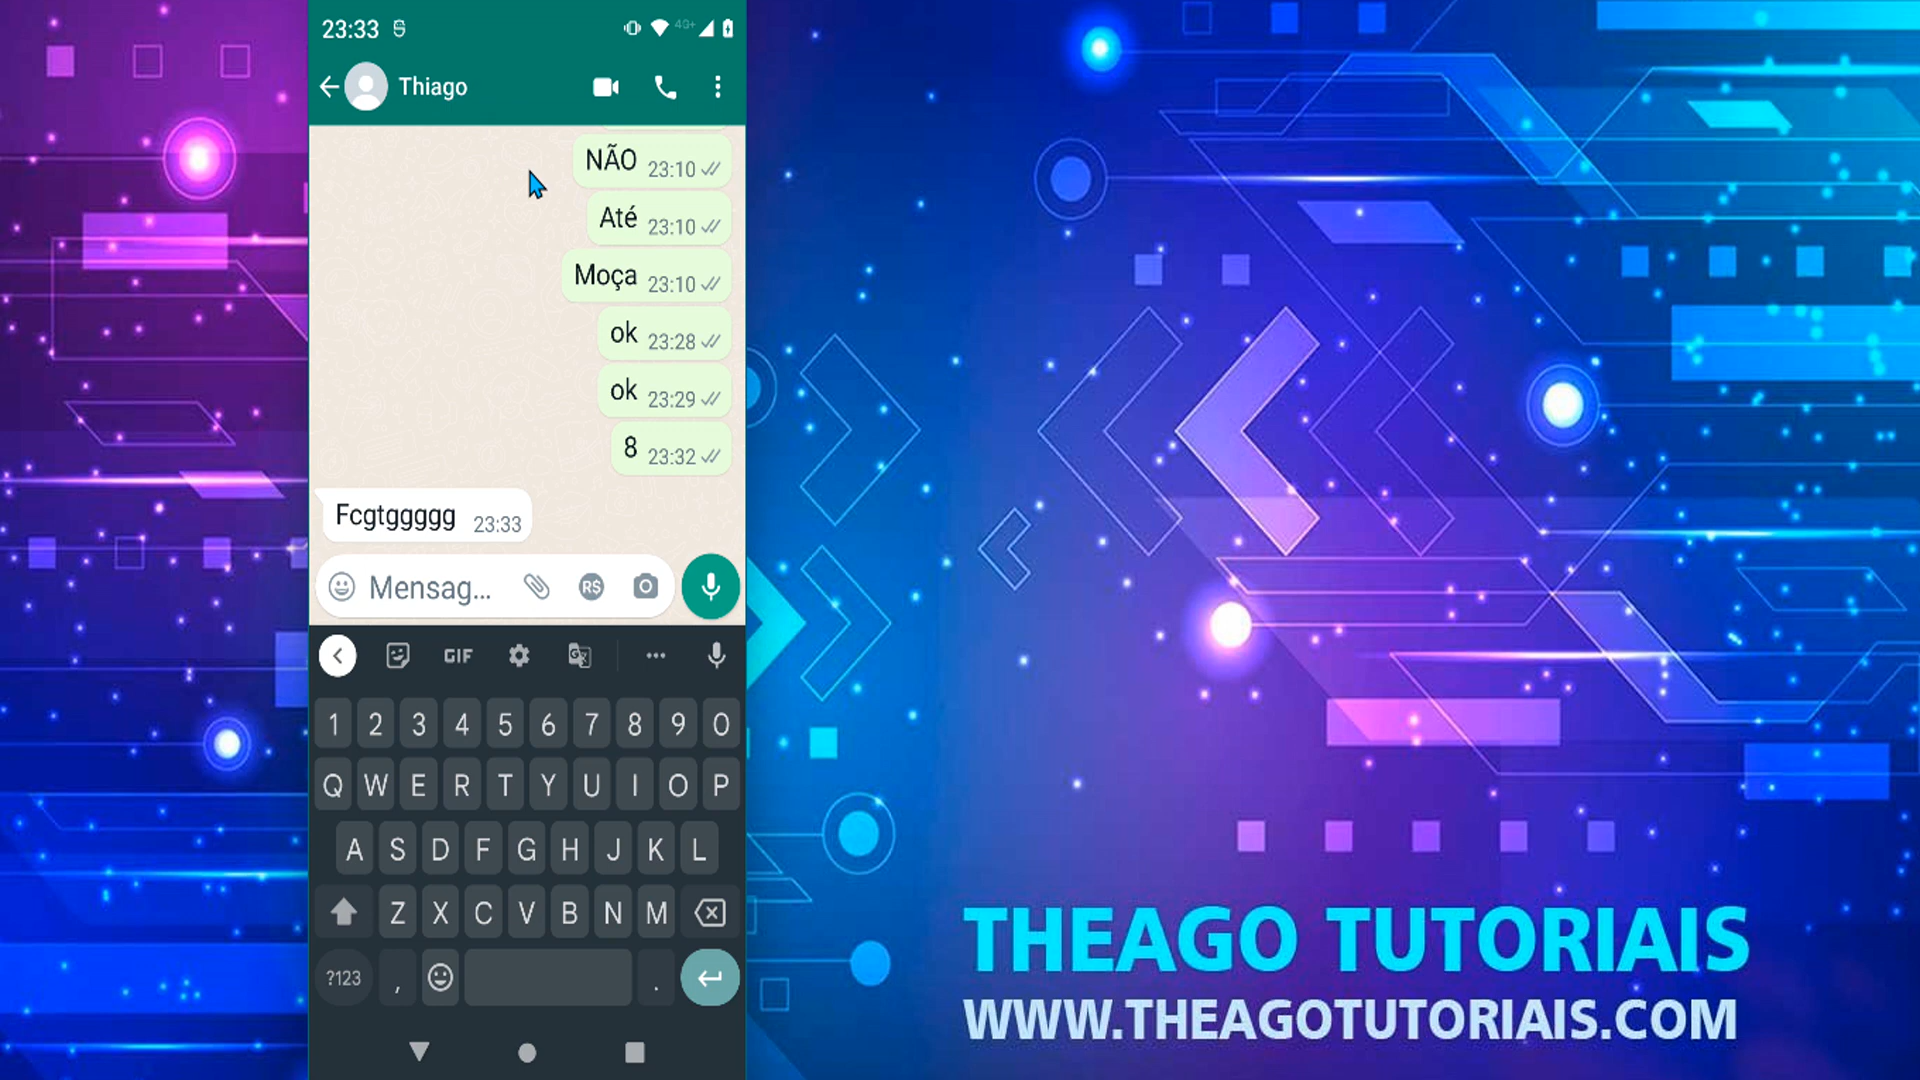 23:33 4G+
Thiago
NÃO 23:10
Até 23:10
Moça 23:10
ok 23:28
ok 23:29
8 23:32
Fcgtggggg 23:33
Mensag... R$
GIF
1 2 3 4 5 6 7 8 9 0
Q W E R T Y U I O P
A S D F G H J K L
Z X C V B N M
?123 , .
THEAGO TUTORIAIS
WWW.THEAGOTUTORIAIS.COM